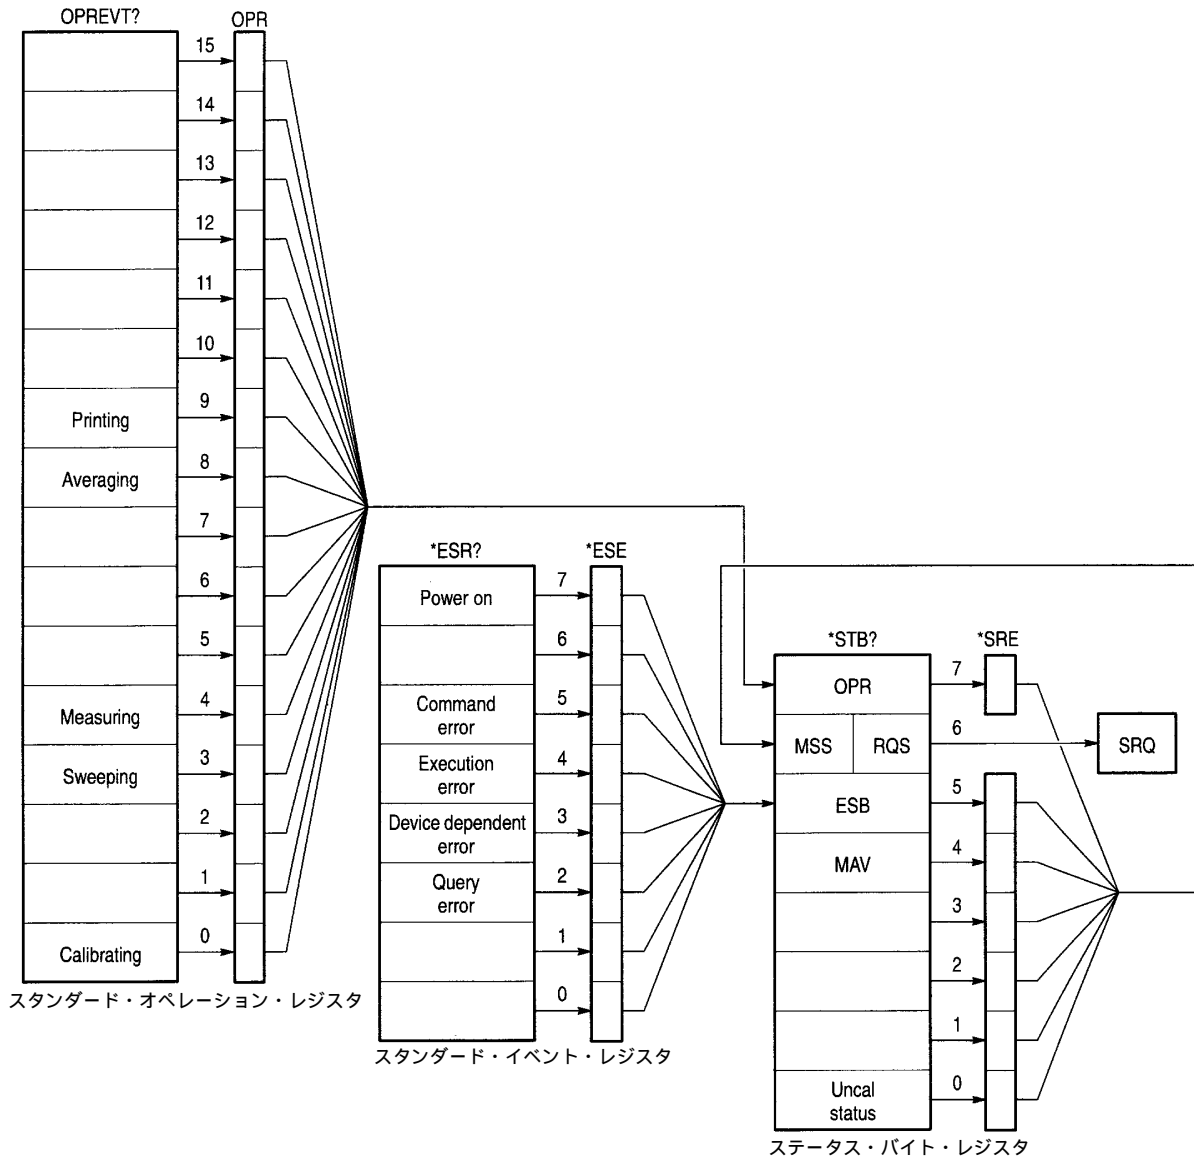 OPREVT?
OPR
15
14
13
12
11
10
Printing
9
Averaging
8
7
6
5
Measuring
4
Sweeping
3
2
1
Calibrating
0
スタンダード・オペレーション・レジスタ
*ESR?
*ESE
Power on
7
6
Command
error
5
Execution
error
4
Device dependent
error
3
Query
error
2
1
0
スタンダード・イベント・レジスタ
*STB?
*SRE
OPR
7
MSS
RQS
6
SRQ
ESB
5
MAV
4
3
2
1
Uncal
status
0
ステータス・バイト・レジスタ